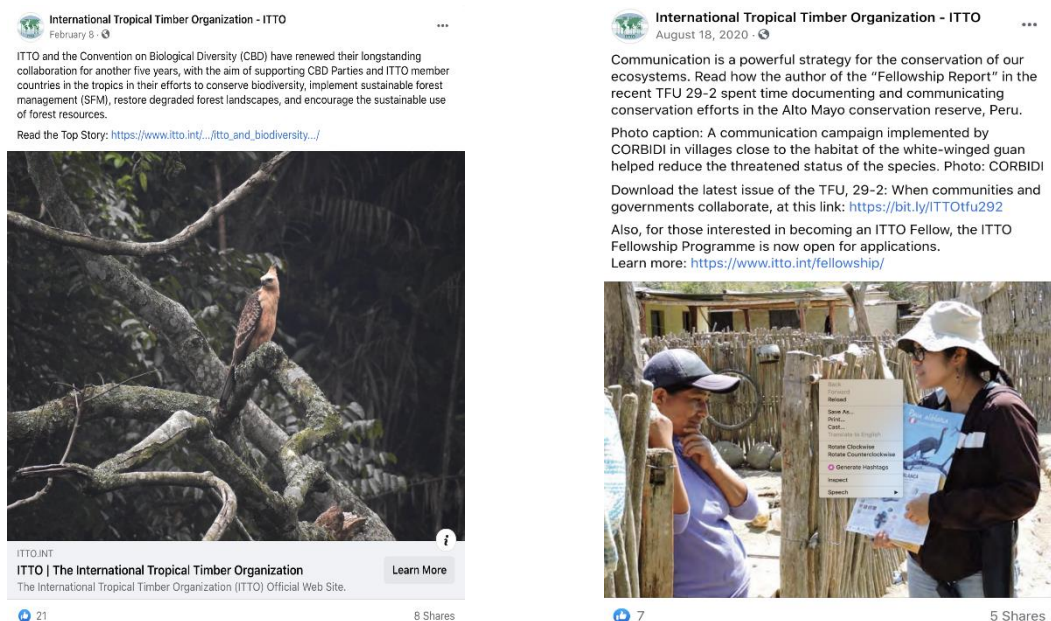 International Tropical Timber Organization - ITTO
February 8 ·
ITTO and the Convention on Biological Diversity (CBD) have renewed their longstanding
collaboration for another five years, with the aim of supporting CBD Parties and ITTO member
countries in the tropics in their efforts to conserve biodiversity, implement sustainable forest
management (SFM), restore degraded forest landscapes, and encourage the sustainable use
of forest resources.
Read the Top Story: https://www.itto.int/.../itto_and_biodiversity.../
ITTO.INT
ITTO | The International Tropical Timber Organization
The International Tropical Timber Organization (ITTO) Official Web Site.
Learn More
21
8 Shares
International Tropical Timber Organization - ITTO
August 18, 2020 ·
Communication is a powerful strategy for the conservation of our
ecosystems. Read how the author of the “Fellowship Report” in the
recent TFU 29-2 spent time documenting and communicating
conservation efforts in the Alto Mayo conservation reserve, Peru.
Photo caption: A communication campaign implemented by
CORBIDI in villages close to the habitat of the white-winged guan
helped reduce the threatened status of the species. Photo: CORBIDI
Download the latest issue of the TFU, 29-2: When communities and
governments collaborate, at this link: https://bit.ly/ITTOtfu292
Also, for those interested in becoming an ITTO Fellow, the ITTO
Fellowship Programme is now open for applications.
Learn more: https://www.itto.int/fellowship/
Back
Forward
Reload
Save As...
Print...
Cast...
Translate to English
Rotate Clockwise
Rotate Counterclockwise
Generate Hashtags
Inspect
Speech
7
5 Shares